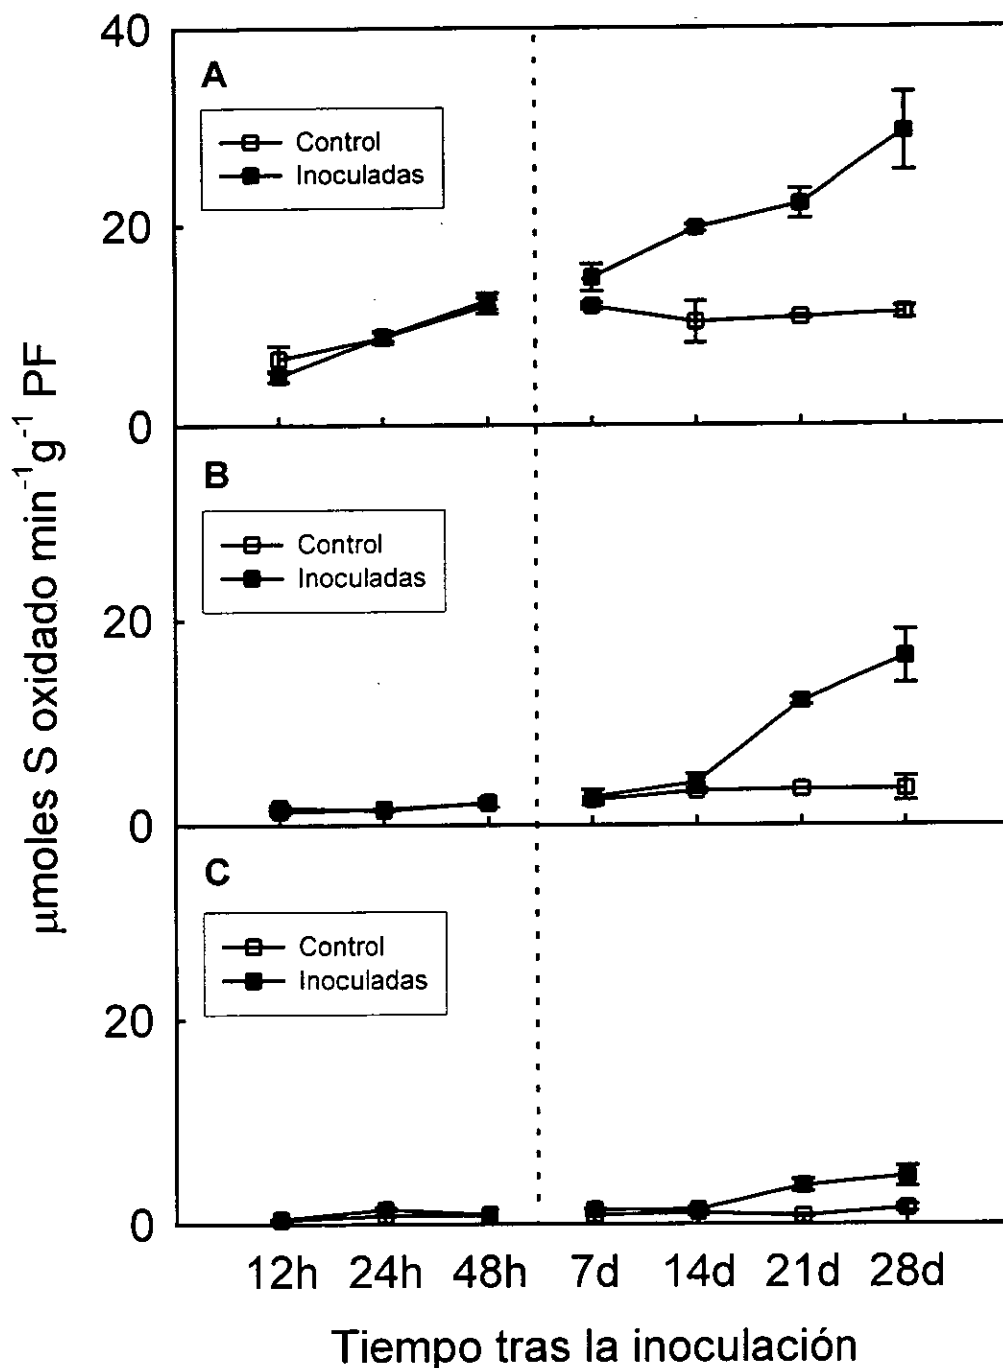 40
A
Control
Inoculadas
20
0
B
Control
Inoculadas
20
0
C
Control
Inoculadas
20
0
µmoles S oxidado min⁻¹g⁻¹ PF
12h 24h 48h 7d 14d 21d 28d
Tiempo tras la inoculación